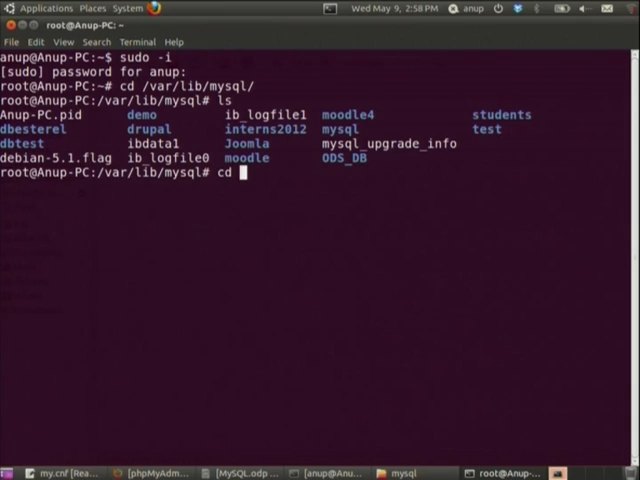 Applications Places System Wed May 9, 2:58 PM anup
root@Anup-PC: ~
File Edit View Search Terminal Help
anup@Anup-PC:~$ sudo -i
[sudo] password for anup:
root@Anup-PC:~# cd /var/lib/mysql/
root@Anup-PC:/var/lib/mysql# ls
Anup-PC.pid demo ib_logfile1 moodle4 students
dbesterel drupal interns2012 mysql test
dbtest ibdata1 Joomla mysql_upgrade_info
debian-5.1.flag ib_logfile0 moodle ODS_DB
root@Anup-PC:/var/lib/mysql# cd
my.cnf [Rea... [phpMyAdm... [MySQL.odp ... [anup@Anu... mysql root@Anup-...